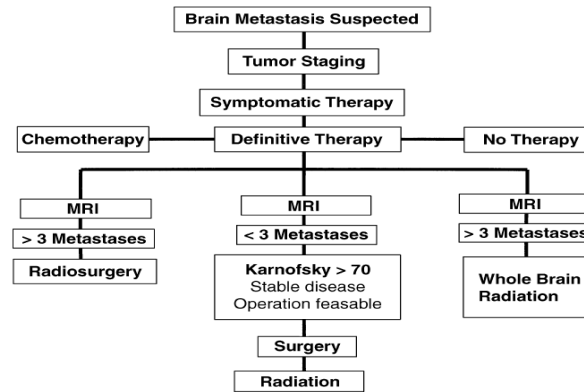 Brain Metastasis Suspected
Tumor Staging
Symptomatic Therapy
Chemotherapy
Definitive Therapy
No Therapy
MRI
> 3 Metastases
Radiosurgery
MRI
< 3 Metastases
Karnofsky > 70
Stable disease
Operation feasable
Surgery
Radiation
MRI
> 3 Metastases
Whole Brain
Radiation